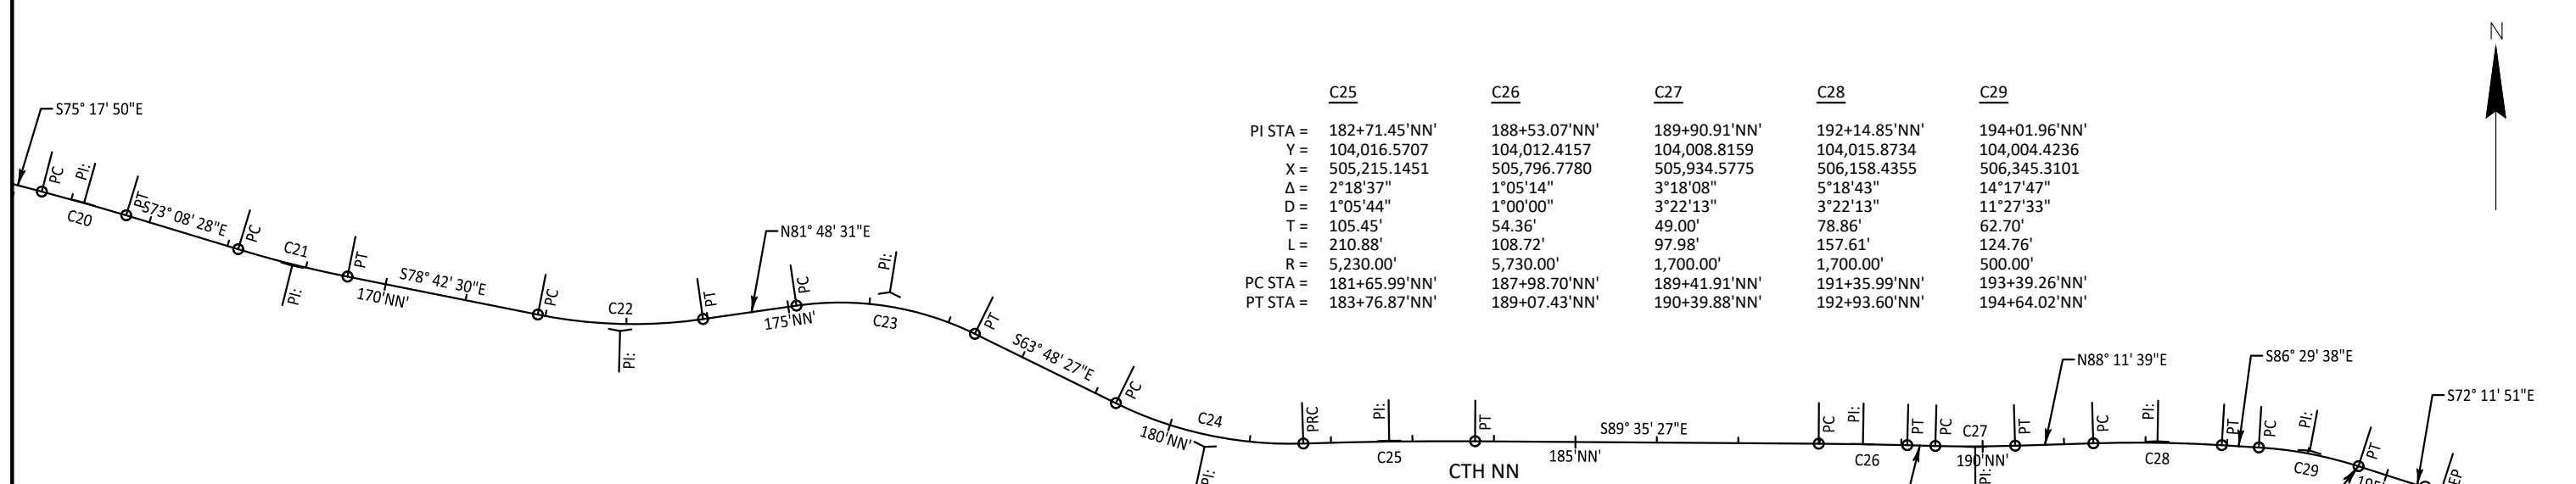 N
C25 C26 C27 C28 C29
PI STA = 182+71.45'NN' 188+53.07'NN' 189+90.91'NN' 192+14.85'NN' 194+01.96'NN'
Y = 104,016.5707 104,012.4157 104,008.8159 104,015.8734 104,004.4236
X = 505,215.1451 505,796.7780 505,934.5775 506,158.4355 506,345.3101
Δ = 2°18'37" 1°05'14" 3°18'08" 5°18'43" 14°17'47"
D = 1°05'44" 1°00'00" 3°22'13" 3°22'13" 11°27'33"
T = 105.45' 54.36' 49.00' 78.86' 62.70'
L = 210.88' 108.72' 97.98' 157.61' 124.76'
R = 5,230.00' 5,730.00' 1,700.00' 1,700.00' 500.00'
PC STA = 181+65.99'NN' 187+98.70'NN' 189+41.91'NN' 191+35.99'NN' 193+39.26'NN'
PT STA = 183+76.87'NN' 189+07.43'NN' 190+39.88'NN' 192+93.60'NN' 194+64.02'NN'
S75° 17' 50"E
PC
PI:
C20
PT
S73° 08' 28"E
PC
C21
PI:
PT
170'NN'
S78° 42' 30"E
PC
C22
PI:
PT
N81° 48' 31"E
PC
175'NN'
PI:
C23
PT
S63° 48' 27"E
PC
180'NN'
C24
PI:
PRC
PI:
C25
PT
CTH NN
185'NN'
S89° 35' 27"E
PC
PI:
C26
PT
PC
C27
190'NN'
PI:
PT
N88° 11' 39"E
PC
PI:
C28
PT
S86° 29' 38"E
PC
PI:
C29
PT
S72° 11' 51"E
EP